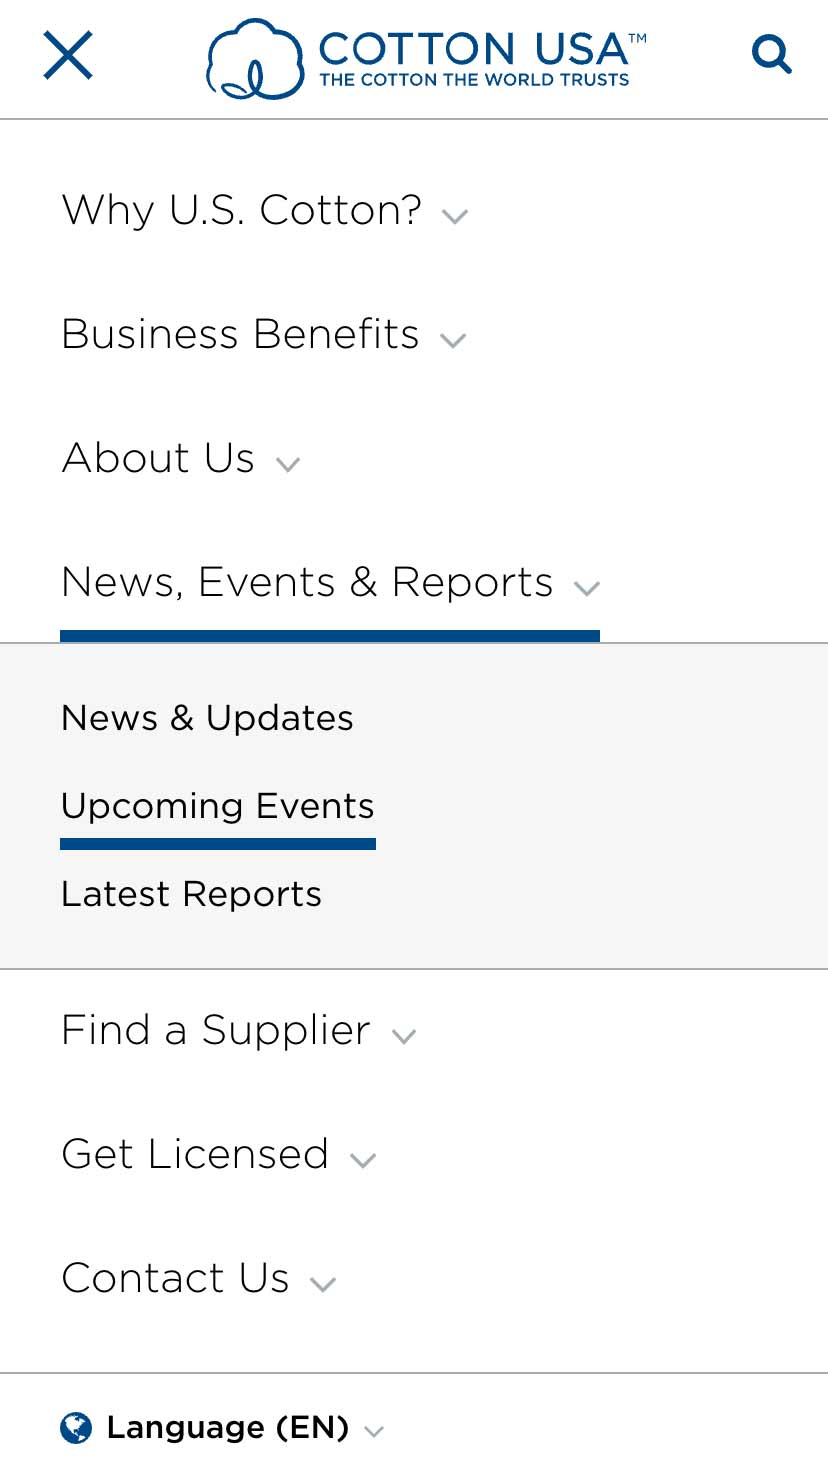 COTTON USA™
THE COTTON THE WORLD TRUSTS
Why U.S. Cotton?
Business Benefits
About Us
News, Events & Reports
News & Updates
Upcoming Events
Latest Reports
Find a Supplier
Get Licensed
Contact Us
Language (EN)